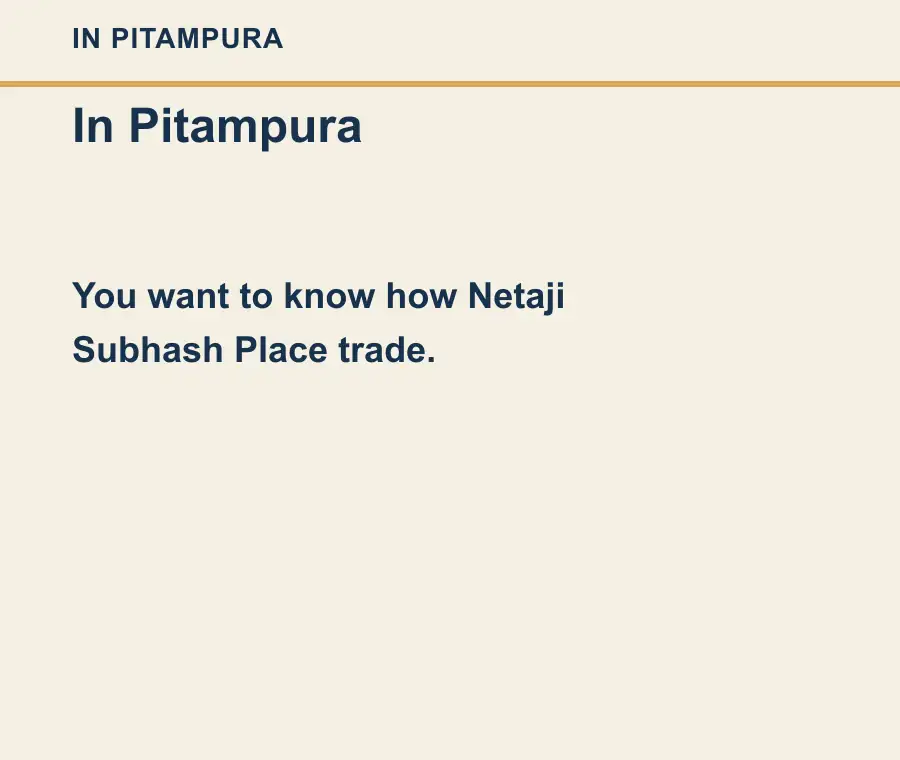 IN PITAMPURA
In Pitampura
You want to know how Netaji
Subhash Place trade.